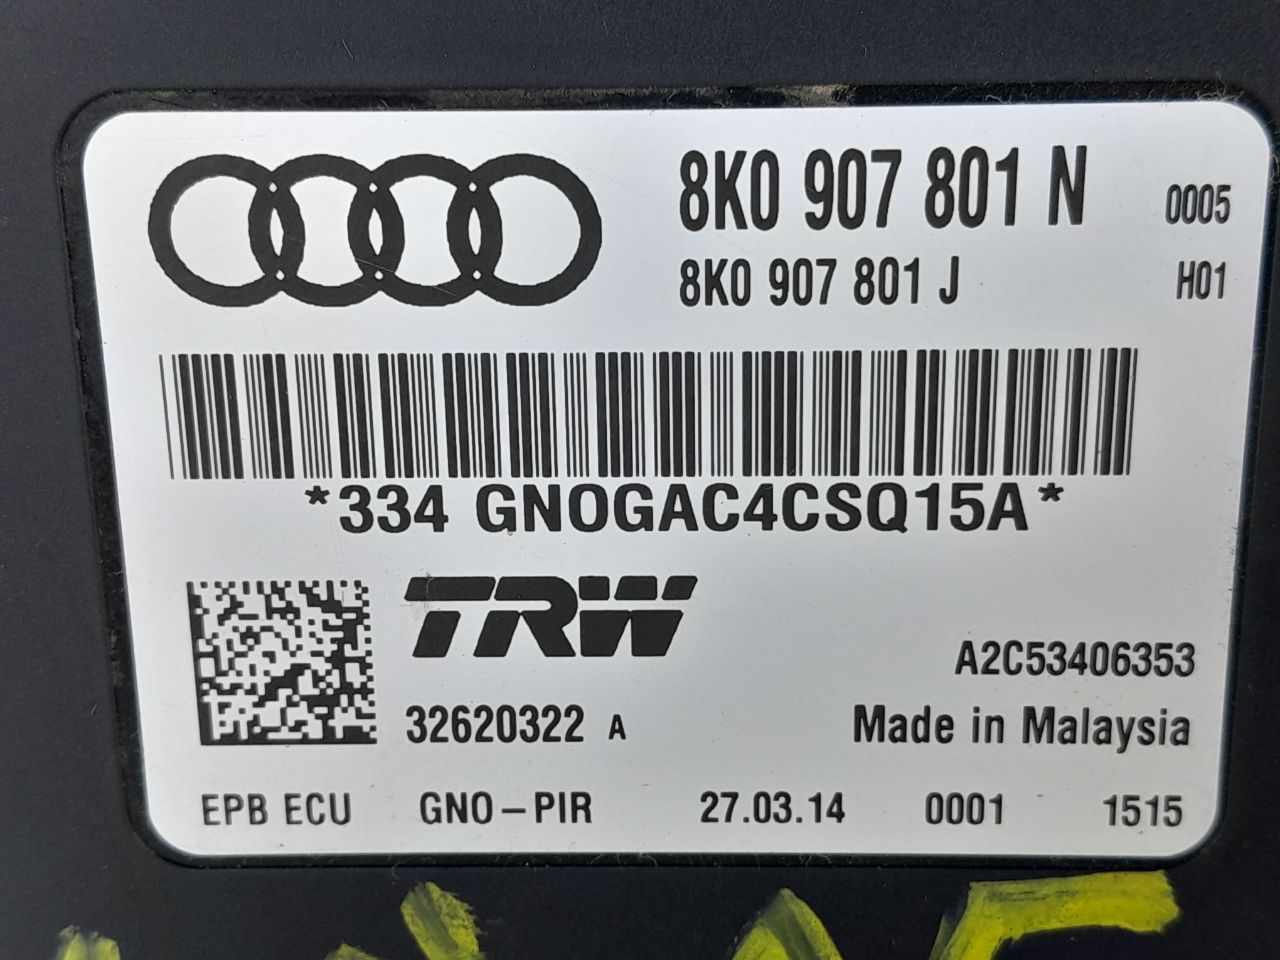 8K0 907 801 N 0005
8K0 907 801 J H01
*334 GNOGAC4CSQ15A*
TRW
A2C53406353
32620322 A Made in Malaysia
EPB ECU GNO-PIR 27.03.14 0001 1515